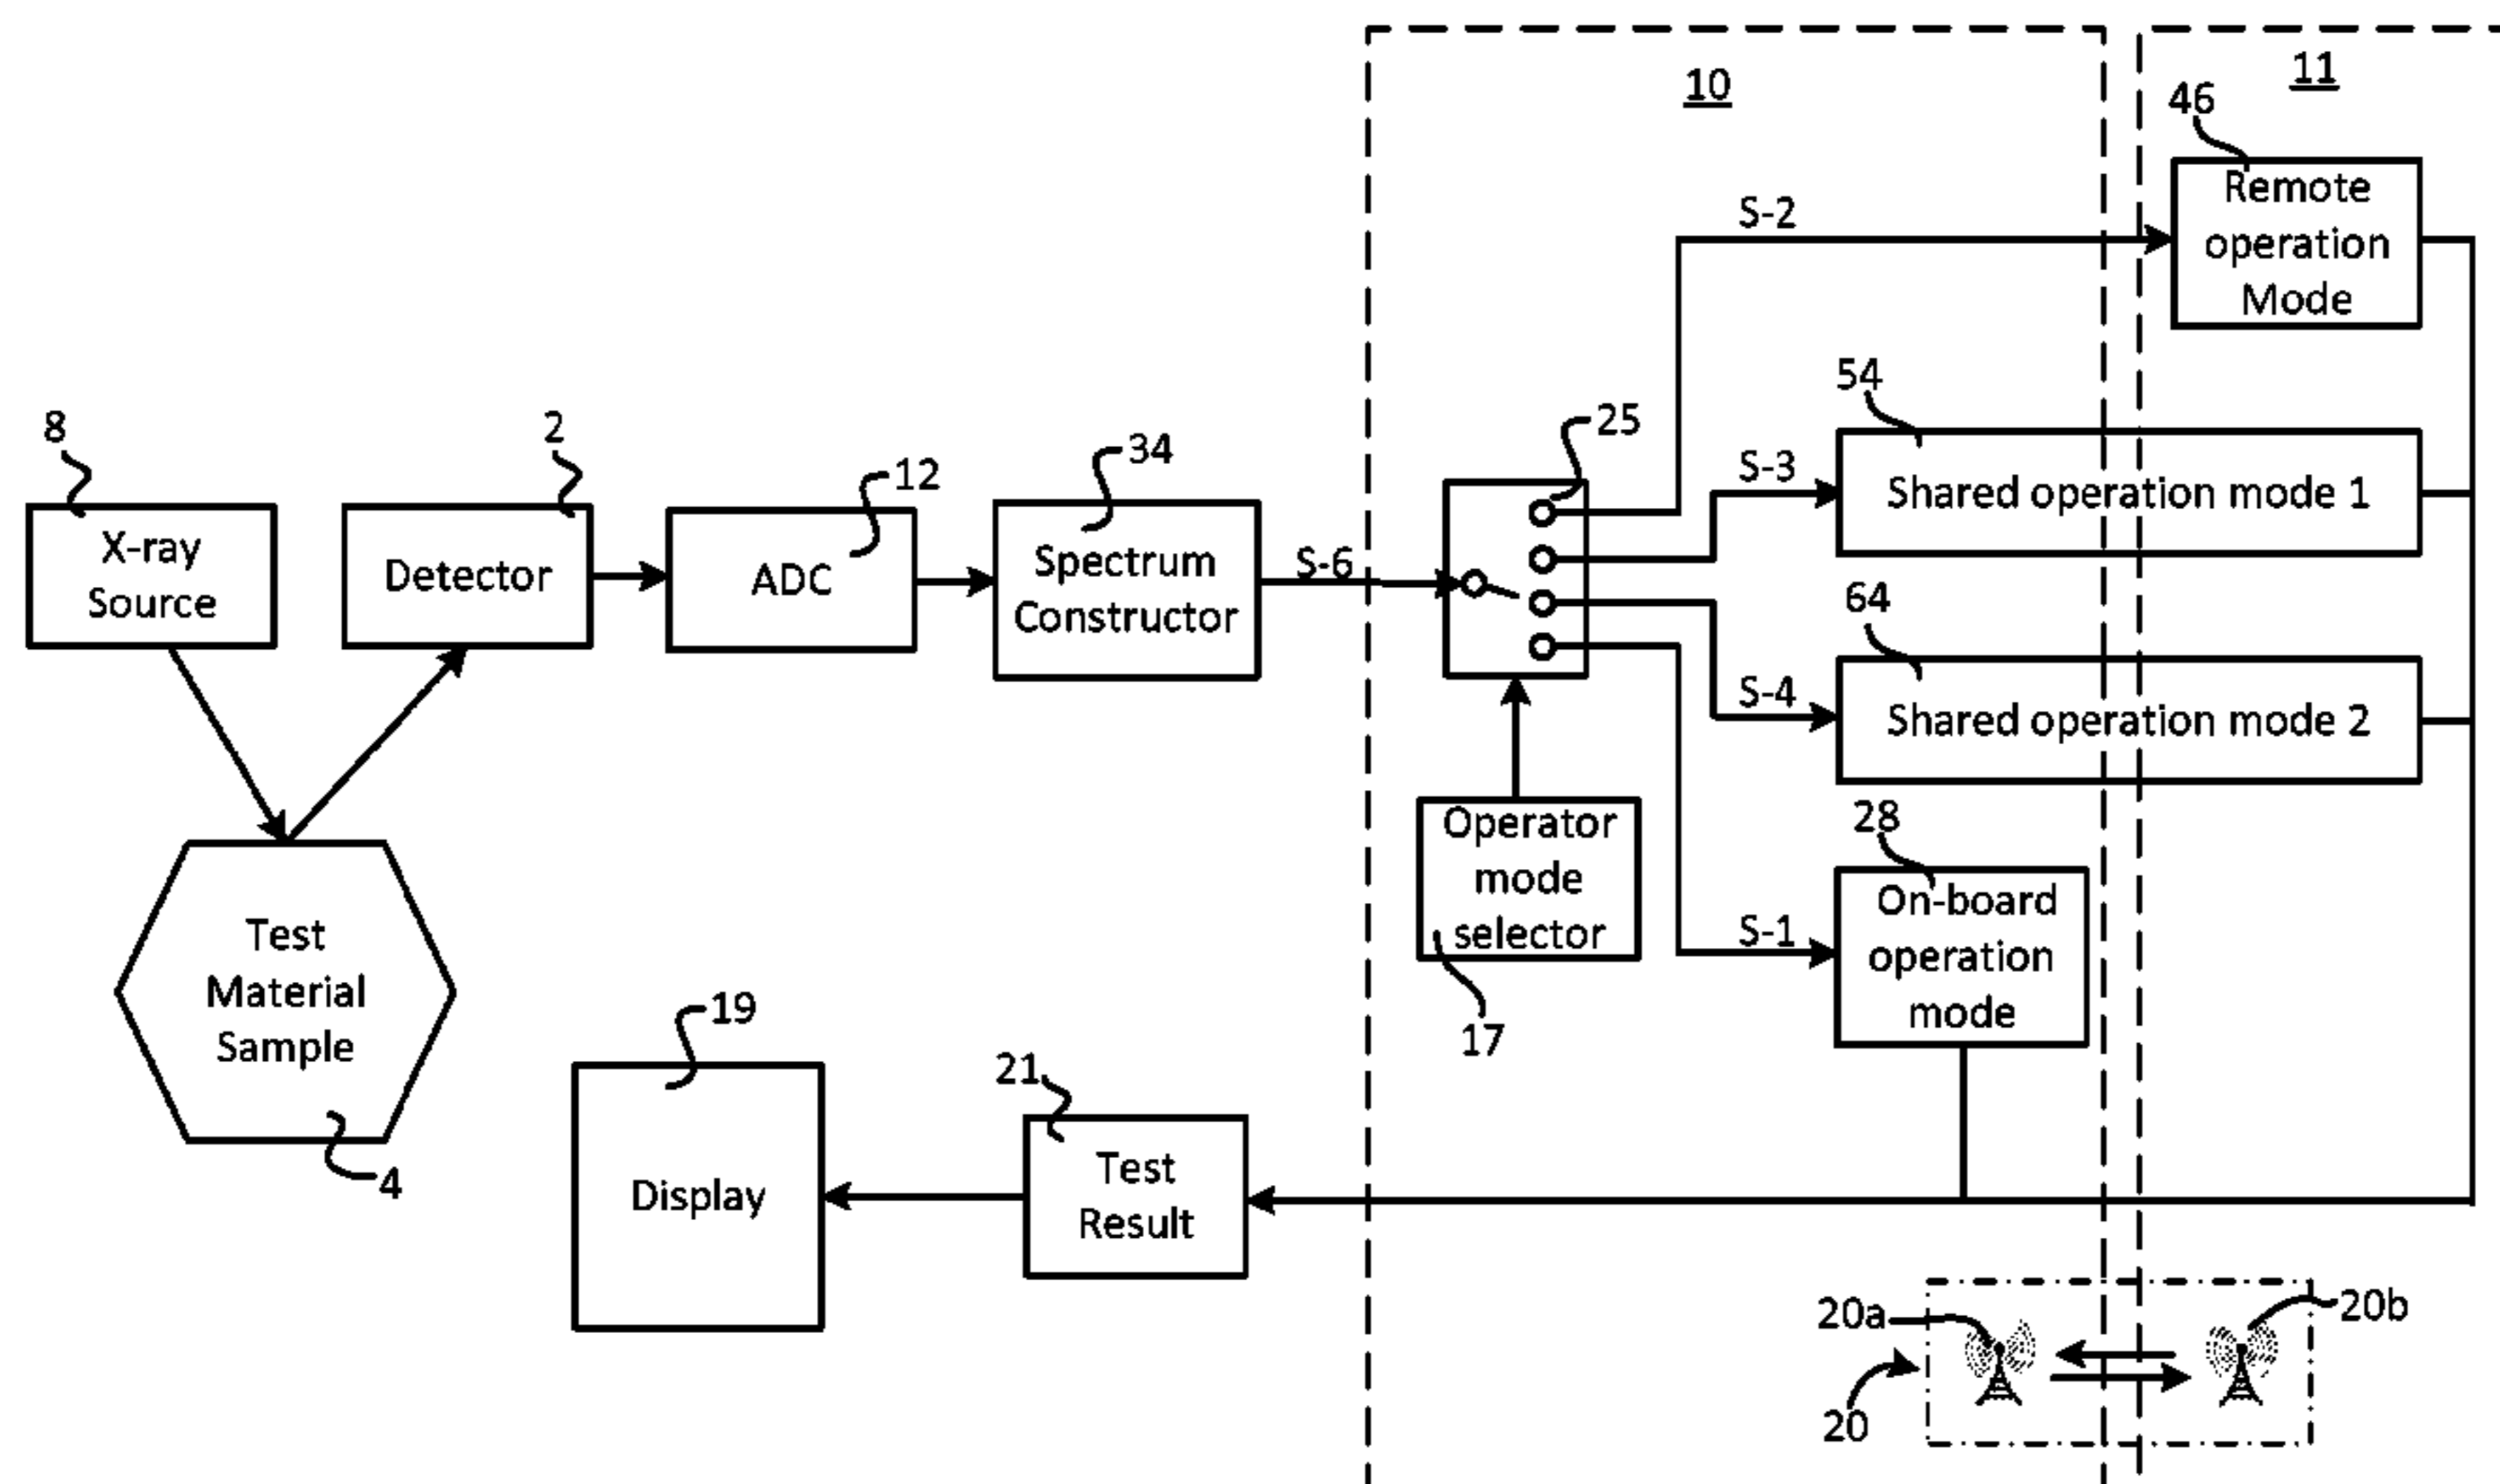 10
11
46
Remote
operation
Mode
S-2
54
8
2
34
12
25
S-3
Shared operation mode 1
X-ray
Source
Detector
ADC
Spectrum
Constructor
S-6
64
S-4
Shared operation mode 2
Operator
mode
selector
17
28
On-board
operation
mode
S-1
Test
Material
Sample
4
19
Display
21
Test
Result
20a
20b
20